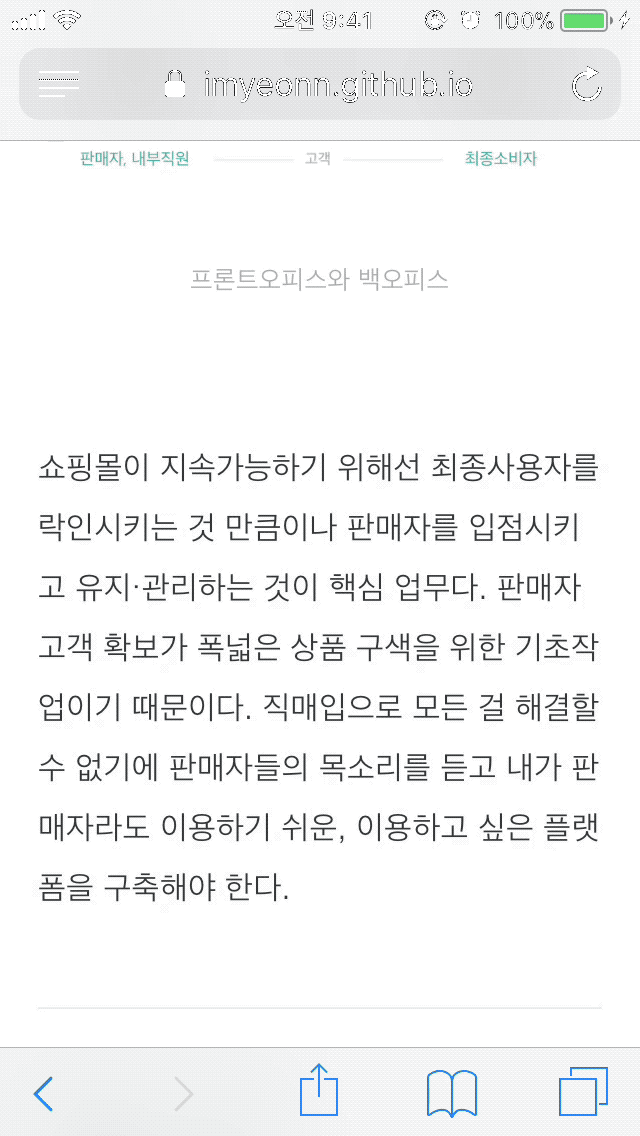 오전 9:41 100%
imyeonn.github.io
판매자, 내부직원 고객 최종소비자
프론트오피스와 백오피스
쇼핑몰이 지속가능하기 위해선 최종사용자를
락인시키는 것 만큼이나 판매자를 입점시키
고 유지·관리하는 것이 핵심 업무다. 판매자
고객 확보가 폭넓은 상품 구색을 위한 기초작
업이기 때문이다. 직매입으로 모든 걸 해결할
수 없기에 판매자들의 목소리를 듣고 내가 판
매자라도 이용하기 쉬운, 이용하고 싶은 플랫
폼을 구축해야 한다.